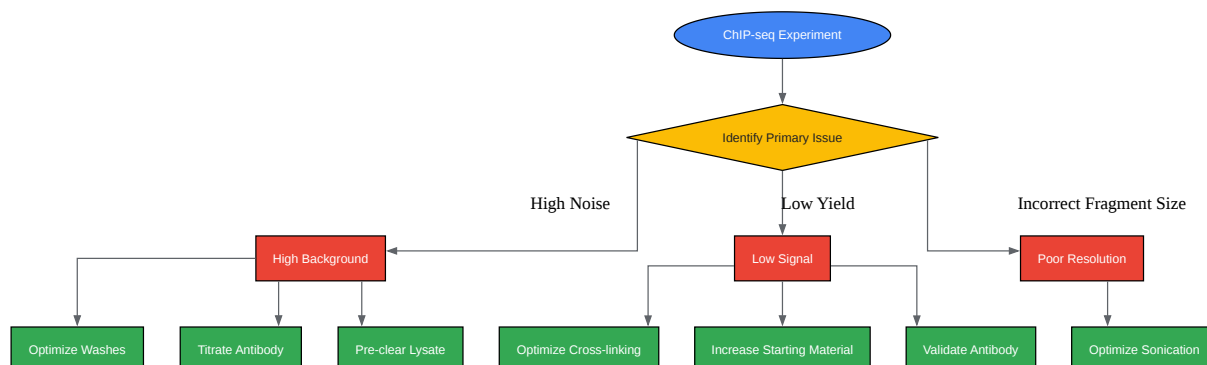 ChIP-seq Experiment
Identify Primary Issue
High Noise
Low Yield
Incorrect Fragment Size
High Background
Low Signal
Poor Resolution
Optimize Washes
Titrate Antibody
Pre-clear Lysate
Optimize Cross-linking
Increase Starting Material
Validate Antibody
Optimize Sonication